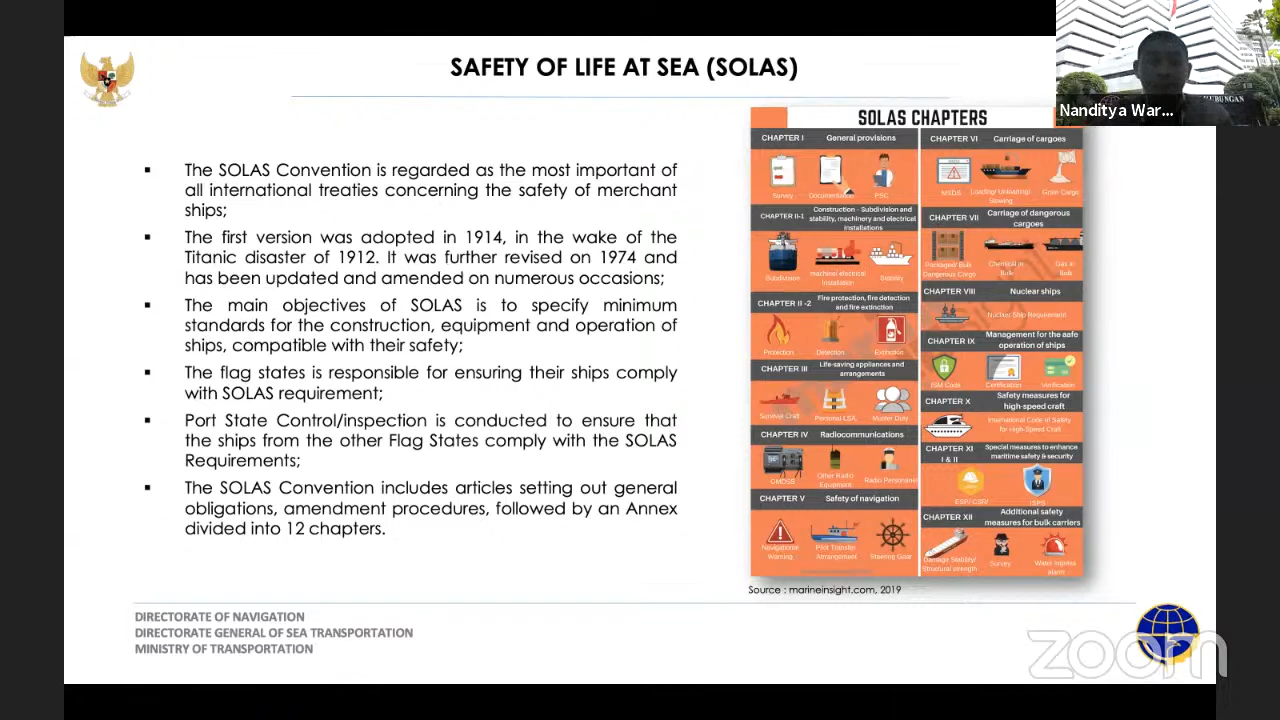 SAFETY OF LIFE AT SEA (SOLAS)
Nanditya War...
▪ The SOLAS Convention is regarded as the most important of
all international treaties concerning the safety of merchant
ships;
▪ The first version was adopted in 1914, in the wake of the
Titanic disaster of 1912. It was further revised on 1974 and
has been updated and amended on numerous occasions;
▪ The main objectives of SOLAS is to specify minimum
standards for the construction, equipment and operation of
ships, compatible with their safety;
▪ The flag states is responsible for ensuring their ships comply
with SOLAS requirement;
▪ Port State Control/inspection is conducted to ensure that
the ships from the other Flag States comply with the SOLAS
Requirements;
▪ The SOLAS Convention includes articles setting out general
obligations, amendment procedures, followed by an Annex
divided into 12 chapters.
SOLAS CHAPTERS
CHAPTER I General provisions
Survey Documentation PSC
CHAPTER II-1 Construction - Subdivision and
stability, machinery and electrical
installations
Subdivision machine/ electrical
installation Stability
CHAPTER II -2 Fire protection, fire detection
and fire extinction
Protection Detection Extinction
CHAPTER III Life-saving appliances and
arrangements
Survival Craft Personal LSA Muster Duty
CHAPTER IV Radiocommunications
GMDSS Other Radio
Equipment Radio Personnel
CHAPTER V Safety of navigation
Navigational
Warning Pilot Transfer
Arrangement Steering Gear
CHAPTER VI Carriage of cargoes
MSDS Loading/ Unloading/
Stowing Grain Cargo
CHAPTER VII Carriage of dangerous
cargoes
Packaged/ Bulk
Dangerous Cargo Chemical in
Bulk Gas in
Bulk
CHAPTER VIII Nuclear ships
Nuclear Ship Requirement
CHAPTER IX Management for the safe
operation of ships
ISM Code Certification Verification
CHAPTER X Safety measures for
high-speed craft
International Code of Safety
for High-Speed Craft
CHAPTER XI
I & II Special measures to enhance
maritime safety & security
ESP/ CSR/ ISPS
CHAPTER XII Additional safety
measures for bulk carriers
Damage Stability/
Structural strength Survey Water Ingress
alarm
Source : marineinsight.com, 2019
DIRECTORATE OF NAVIGATION
DIRECTORATE GENERAL OF SEA TRANSPORTATION
MINISTRY OF TRANSPORTATION
zoom